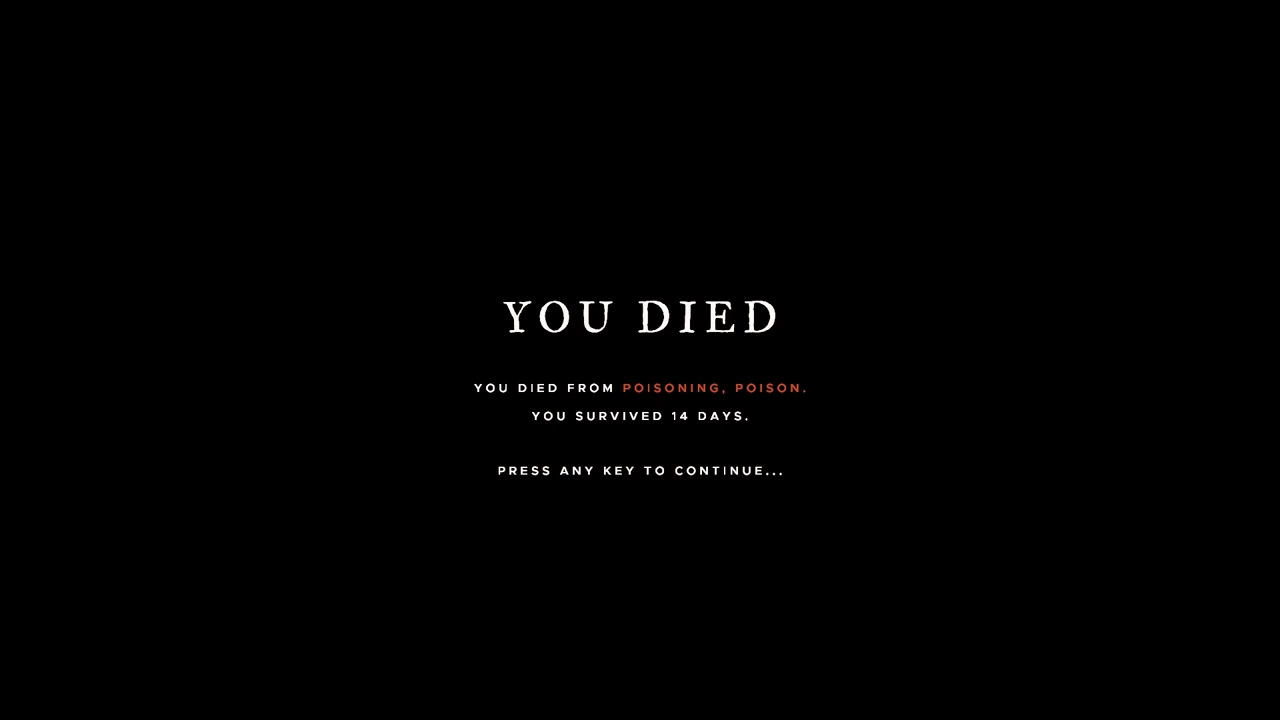 YOU DIED
YOU DIED FROM POISONING, POISON.
YOU SURVIVED 14 DAYS.
PRESS ANY KEY TO CONTINUE...